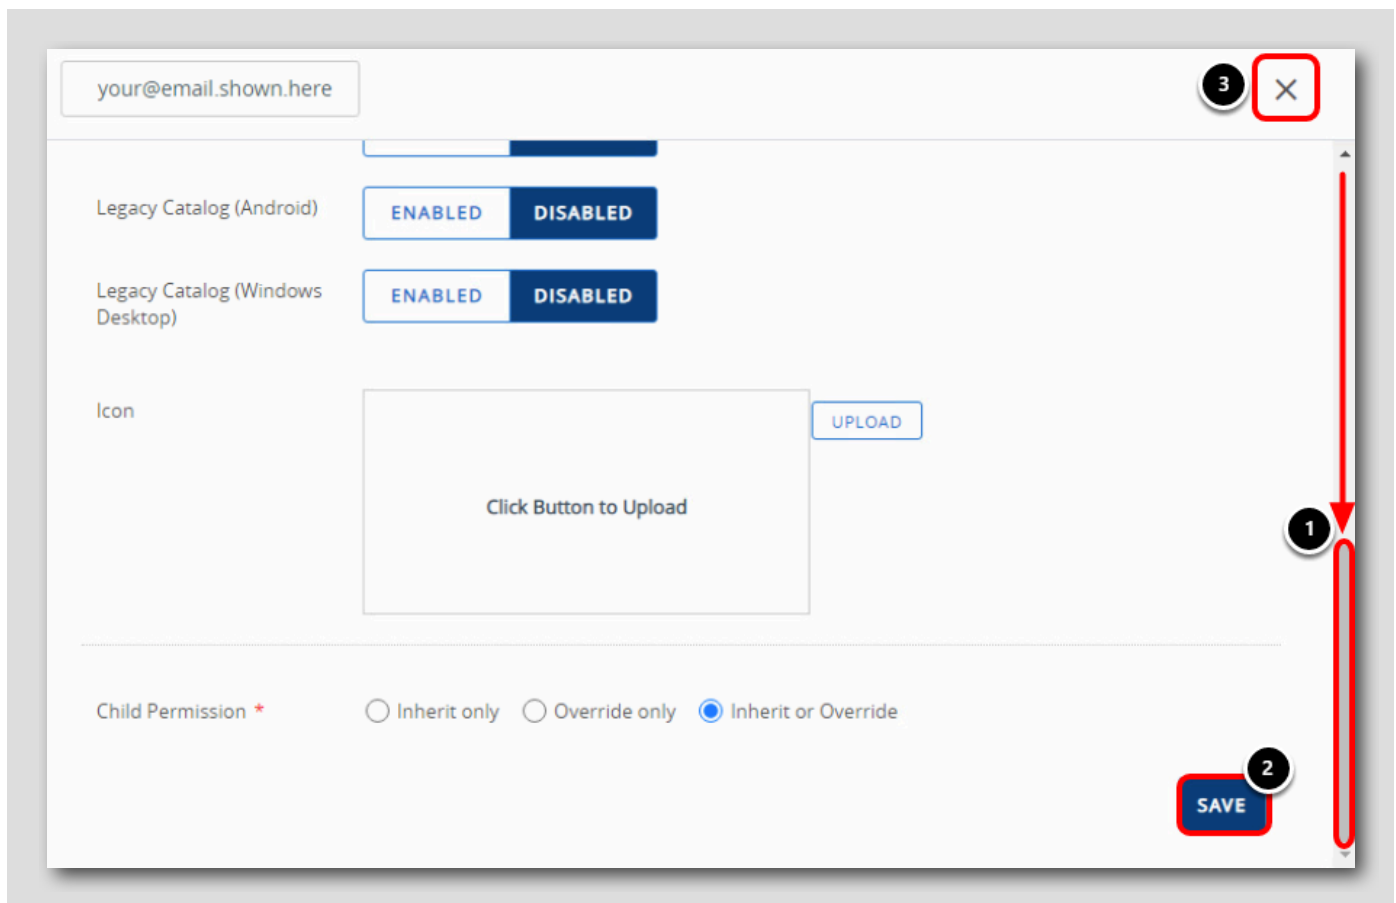 your@email.shown.here
3
Legacy Catalog (Android)
ENABLED DISABLED
Legacy Catalog (Windows
Desktop)
ENABLED DISABLED
Icon
UPLOAD
Click Button to Upload
1
Child Permission *
Inherit only Override only Inherit or Override
2
SAVE